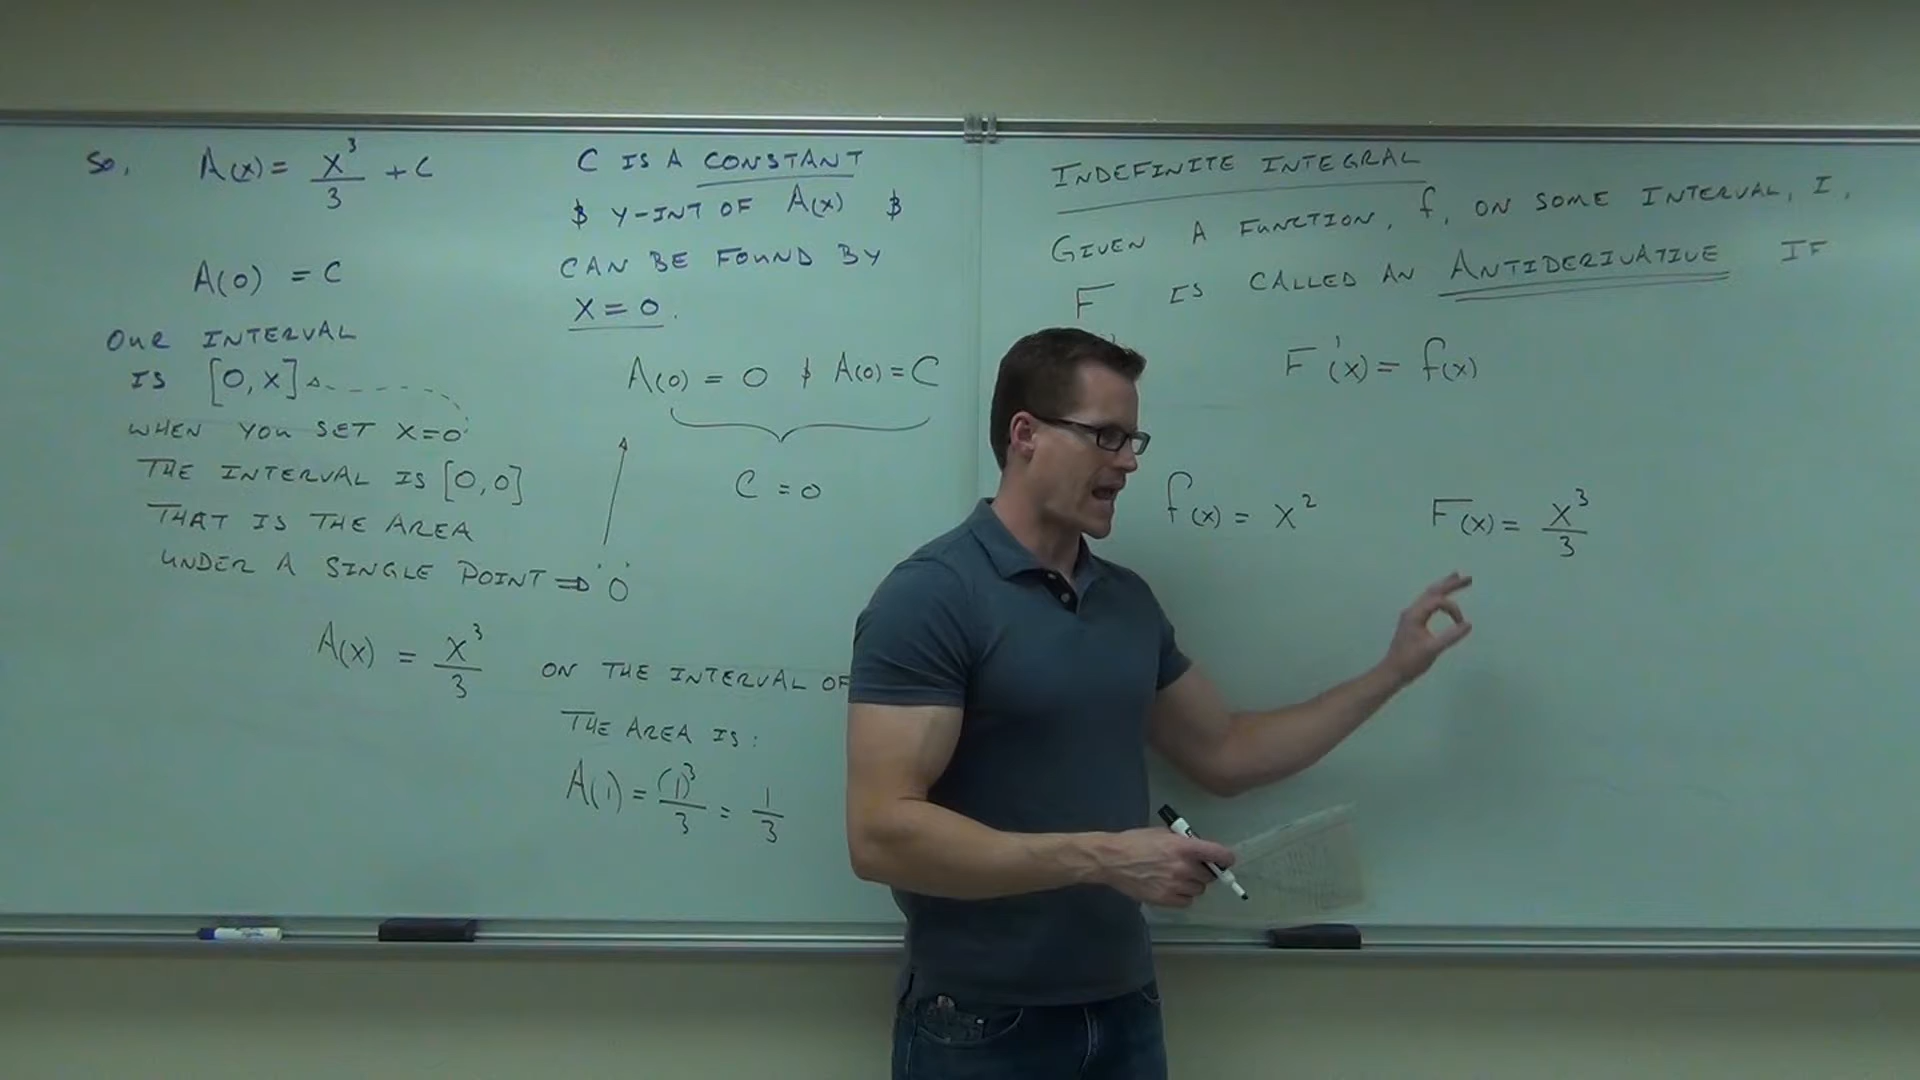 So, A(x) = x³/3 + C
A(0) = C
OUR INTERVAL
IS [0, x]
WHEN YOU SET X=0
THE INTERVAL IS [0,0]
THAT IS THE AREA
UNDER A SINGLE POINT ⇒ '0'
A(x) = x³/3 ON THE INTERVAL OF
THE AREA IS:
A(1) = (1)³/3 = 1/3
C IS A CONSTANT
& Y-INT OF A(x) &
CAN BE FOUND BY
X=0.
A(0) = 0 & A(0) = C
C = 0
INDEFINITE INTEGRAL
GIVEN A FUNCTION, f, ON SOME INTERVAL, I,
F IS CALLED AN ANTIDERIVATIVE IF
F'(x) = f(x)
f(x) = x² F(x) = x³/3